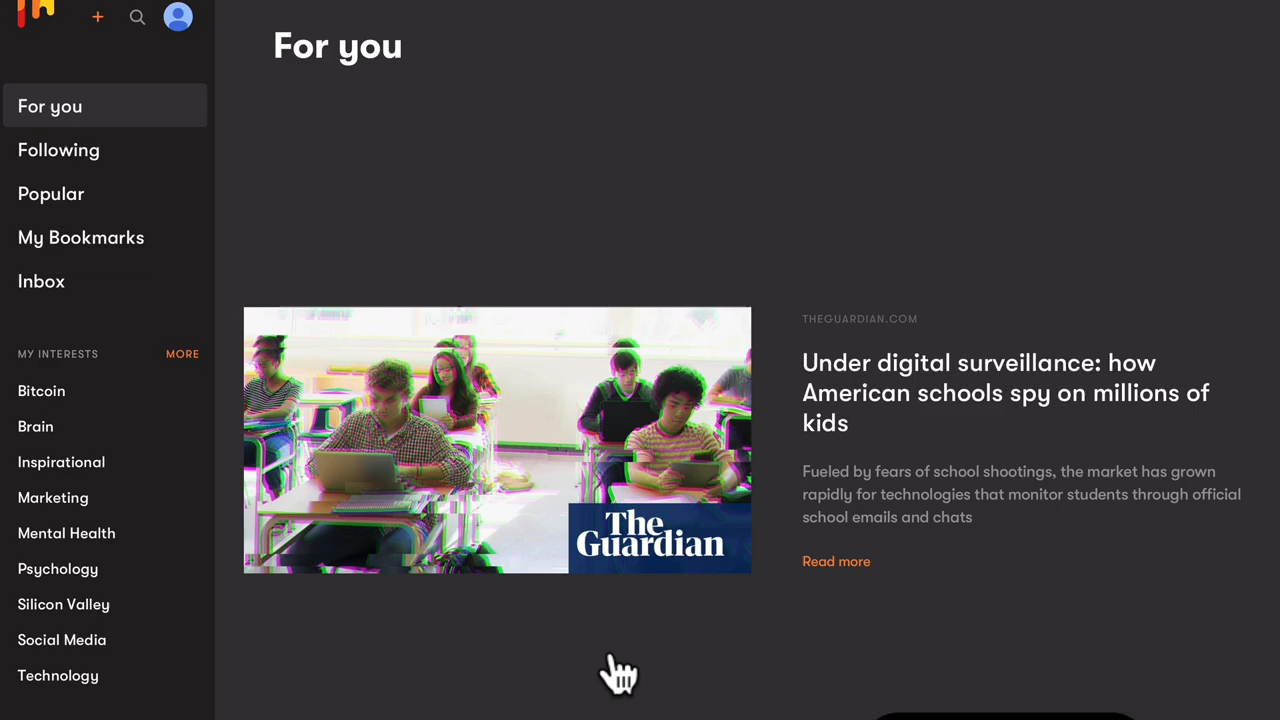 For you
For you
Following
Popular
My Bookmarks
Inbox
MY INTERESTS MORE
Bitcoin
Brain
Inspirational
Marketing
Mental Health
Psychology
Silicon Valley
Social Media
Technology
The
Guardian
THEGUARDIAN.COM
Under digital surveillance: how
American schools spy on millions of
kids
Fueled by fears of school shootings, the market has grown
rapidly for technologies that monitor students through official
school emails and chats
Read more